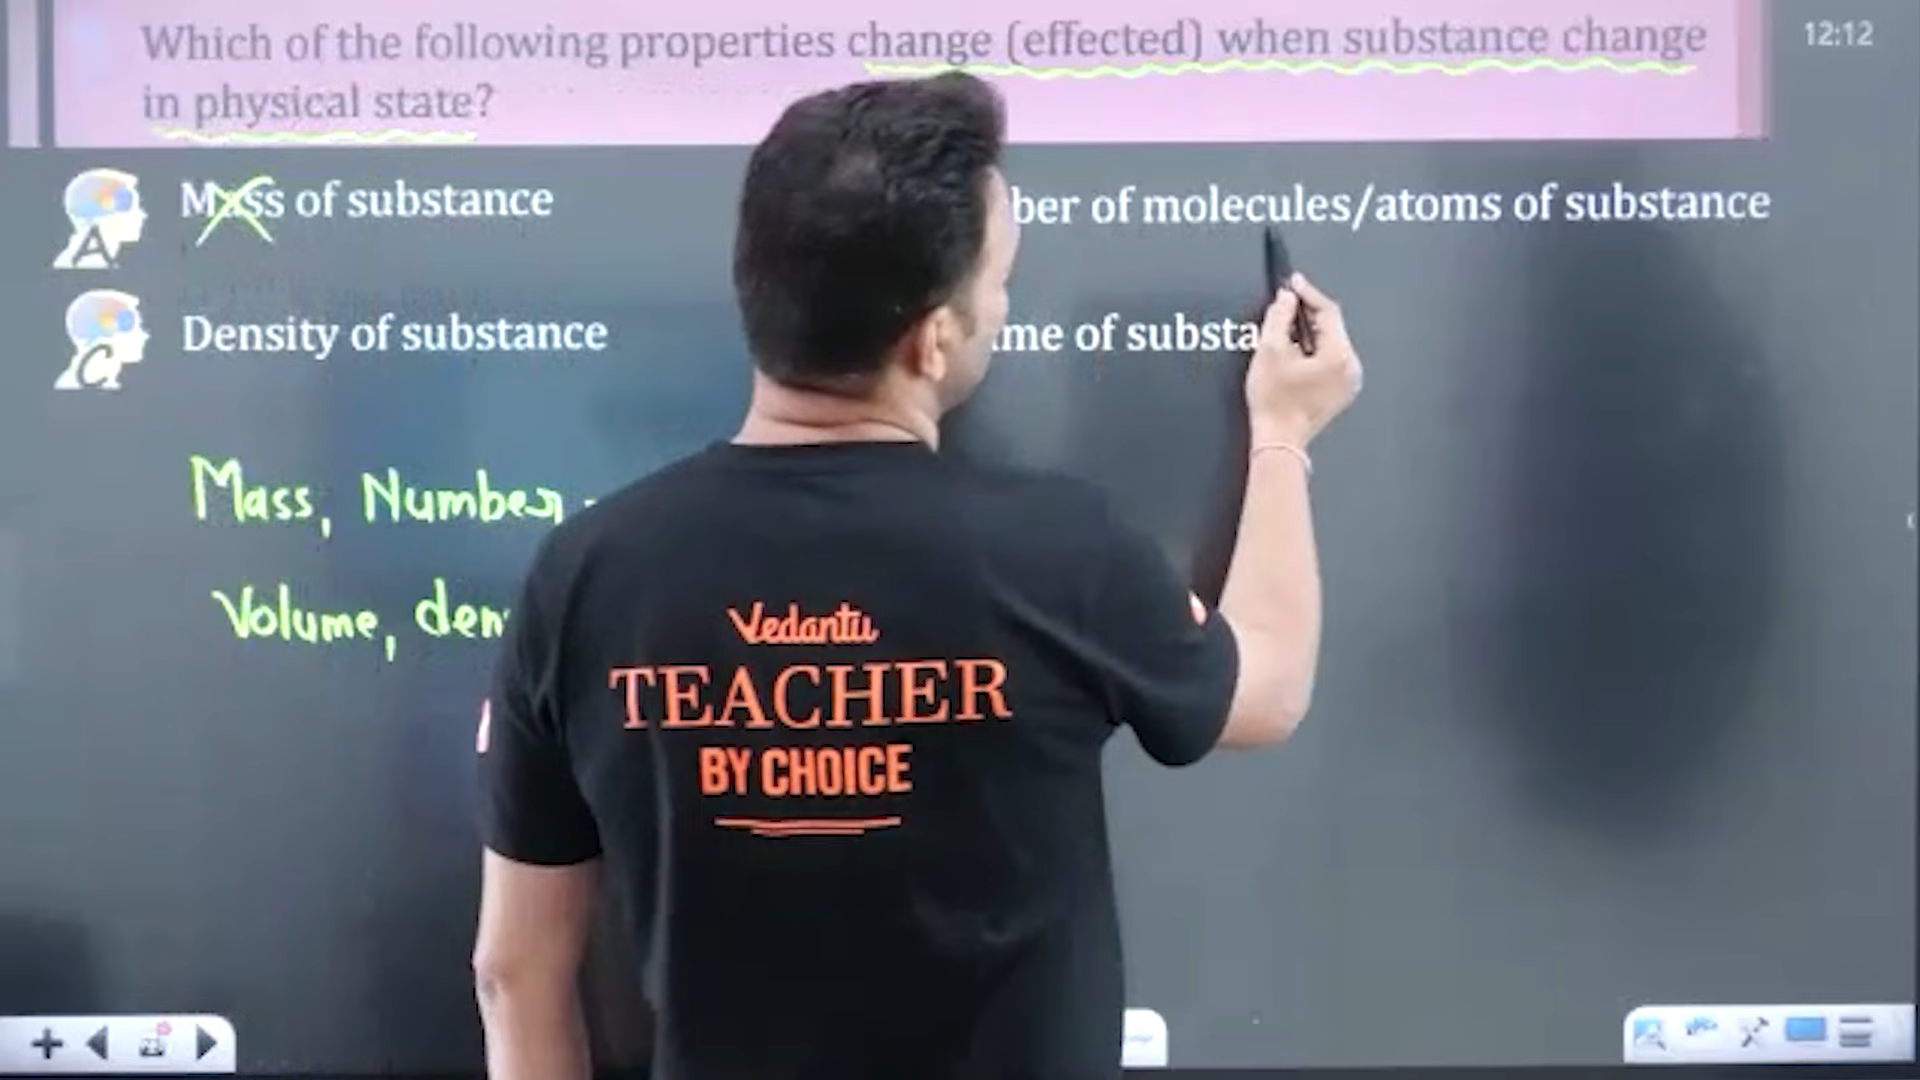 Which of the following properties change (effected) when substance change
in physical state?
12:12
A. Mass of substance
ber of molecules/atoms of substance
C. Density of substance
me of substa
Mass, Number,
Volume, den
Vedantu
TEACHER
BY CHOICE